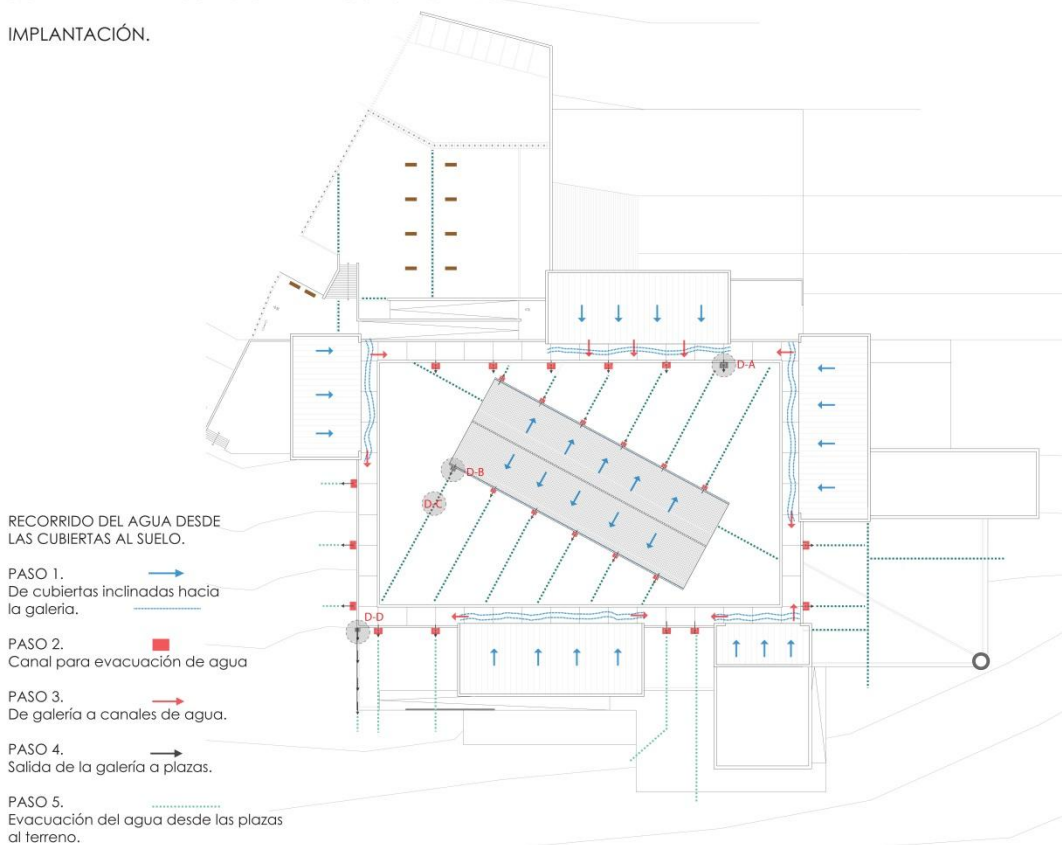 IMPLANTACIÓN.
D-A
D-B
D-C
RECORRIDO DEL AGUA DESDE
LAS CUBIERTAS AL SUELO.
PASO 1.
De cubiertas inclinadas hacia
la galeria.
D-D
PASO 2.
Canal para evacuación de agua
PASO 3.
De galería a canales de agua.
PASO 4.
Salida de la galería a plazas.
PASO 5.
Evacuación del agua desde las plazas
al terreno.